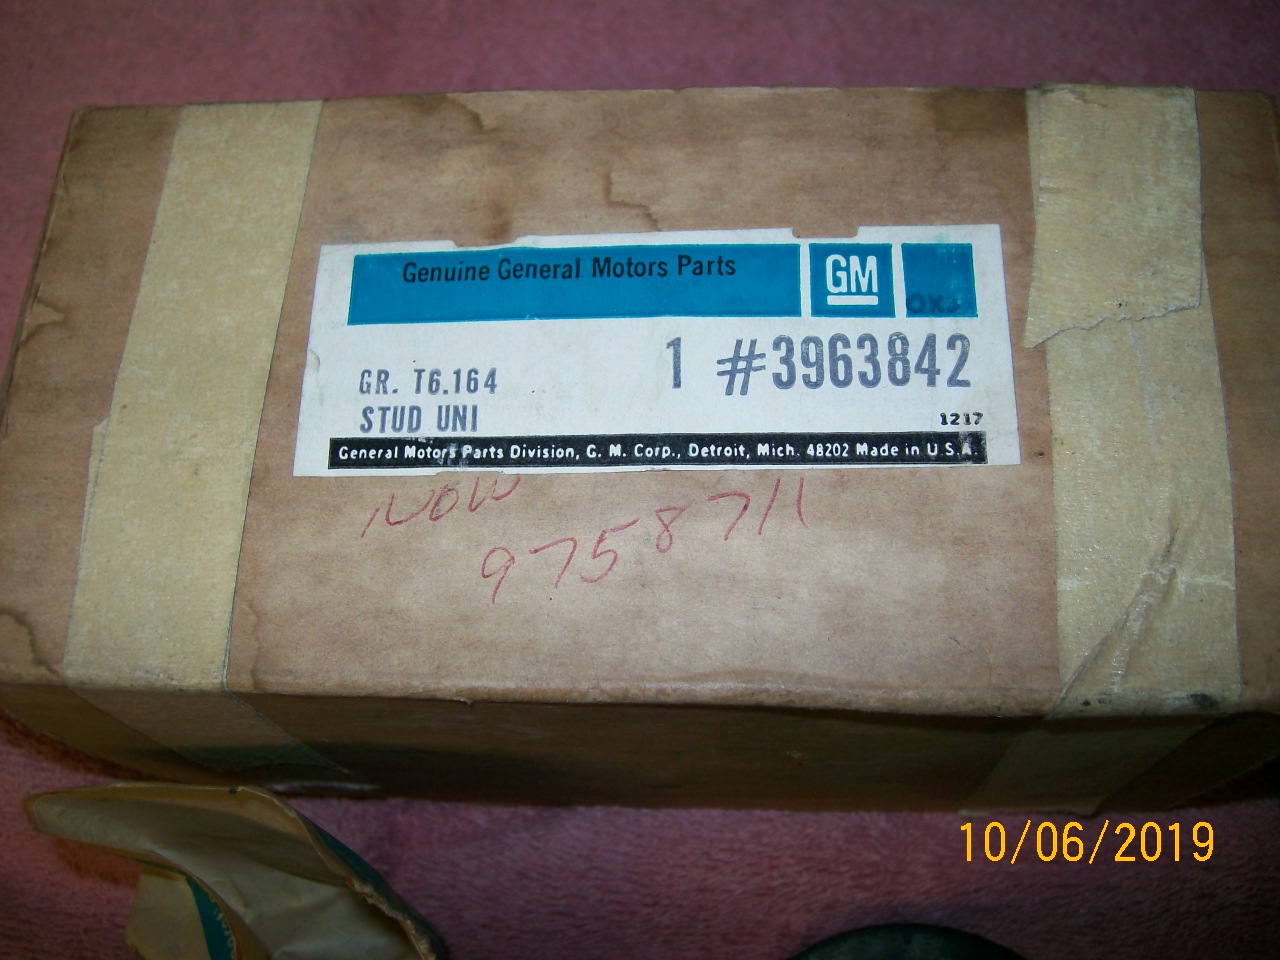 Genuine General Motors Parts
GM
OK2
1 #3963842
GR. T6.164
STUD UNI
1217
General Motors Parts Division, G. M. Corp., Detroit, Mich. 48202 Made in U.S.A.
NOW
9758711
10/06/2019